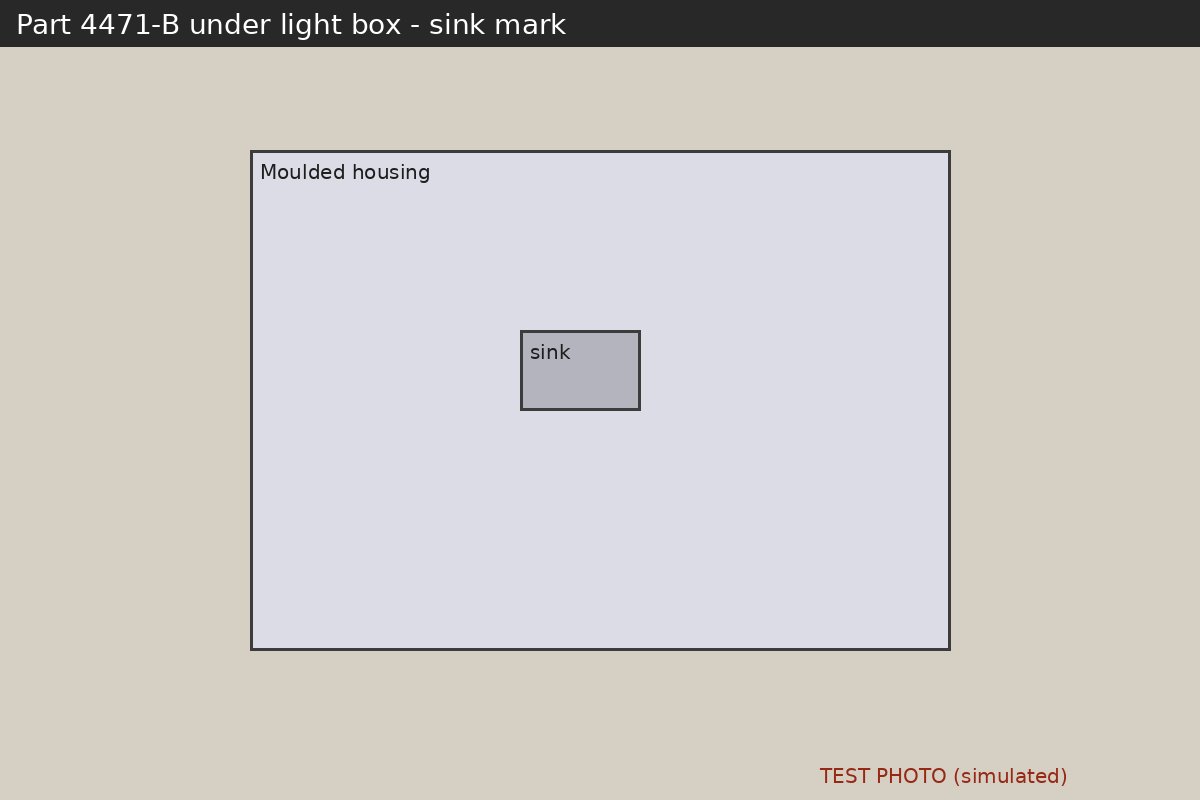 Part 4471-B under light box - sink mark
Moulded housing
sink
TEST PHOTO (simulated)